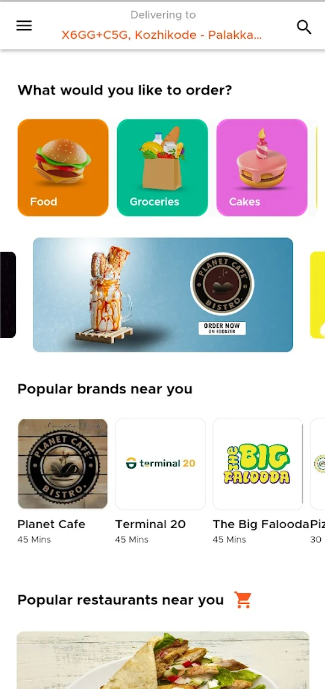 Delivering to
X6GG+C5G, Kozhikode - Palakka...
What would you like to order?
Food
Groceries
Cakes
PLANET CAFE
BISTRO
ORDER NOW
Popular brands near you
PLANET CAFE
BISTRO
terminal 20
THE BIG
FALOODA
Planet Cafe
Terminal 20
The Big Falooda
Piz
45 Mins
45 Mins
45 Mins
30
Popular restaurants near you